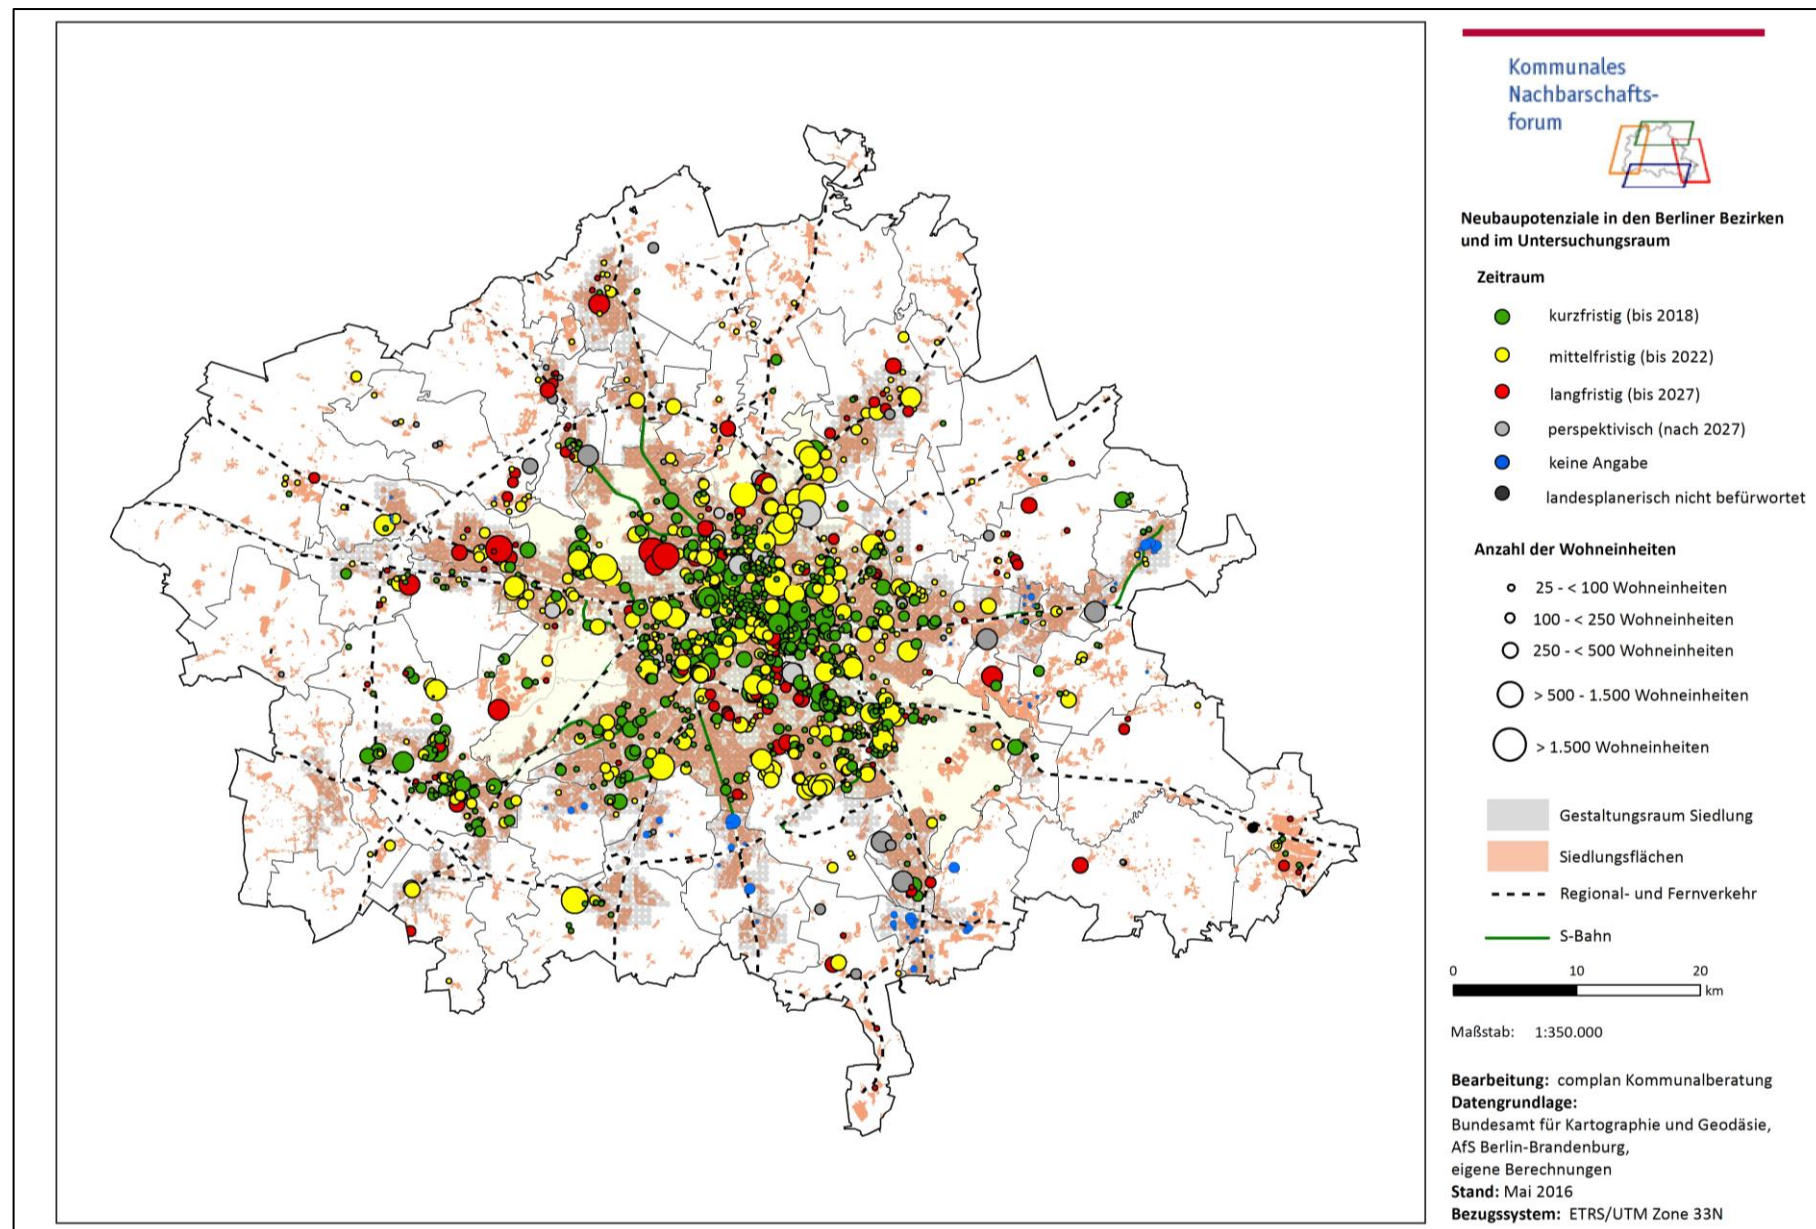 Kommunales
Nachbarschafts-
forum
Neubaupotenziale in den Berliner Bezirken
und im Untersuchungsraum
Zeitraum
kurzfristig (bis 2018)
mittelfristig (bis 2022)
langfristig (bis 2027)
perspektivisch (nach 2027)
keine Angabe
landesplanerisch nicht befürwortet
Anzahl der Wohneinheiten
25 - < 100 Wohneinheiten
100 - < 250 Wohneinheiten
250 - < 500 Wohneinheiten
> 500 - 1.500 Wohneinheiten
> 1.500 Wohneinheiten
Gestaltungsraum Siedlung
Siedlungsflächen
Regional- und Fernverkehr
S-Bahn
0 10 20
km
Maßstab: 1:350.000
Bearbeitung: complan Kommunalberatung
Datengrundlage:
Bundesamt für Kartographie und Geodäsie,
AfS Berlin-Brandenburg,
eigene Berechnungen
Stand: Mai 2016
Bezugssystem: ETRS/UTM Zone 33N